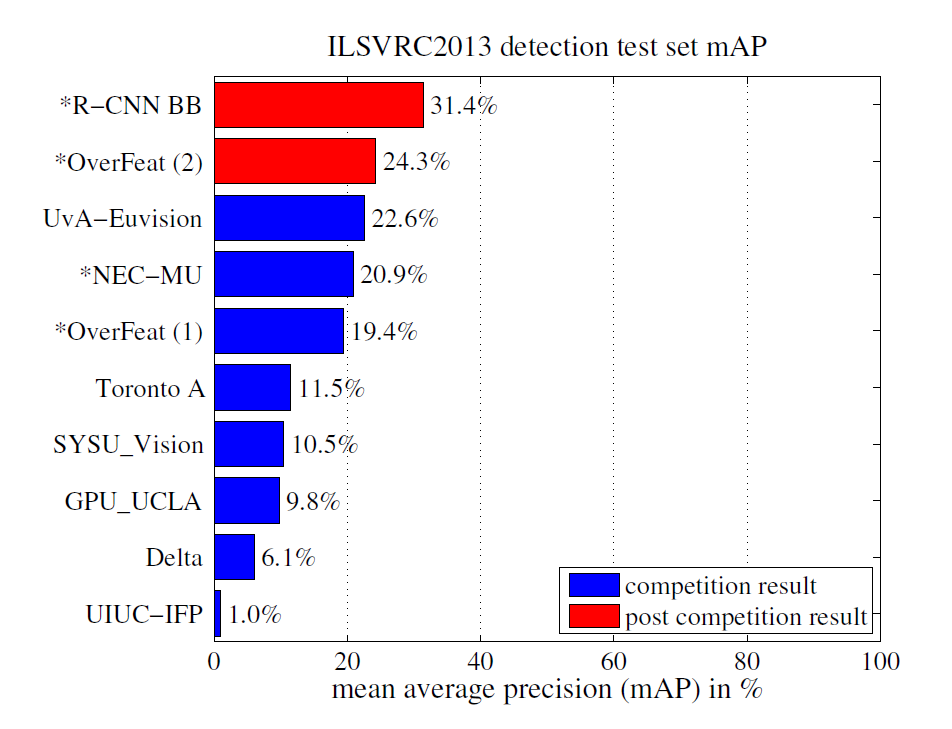 ILSVRC2013 detection test set mAP
*R−CNN BB 31.4%
*OverFeat (2) 24.3%
UvA−Euvision 22.6%
*NEC−MU 20.9%
*OverFeat (1) 19.4%
Toronto A 11.5%
SYSU_Vision 10.5%
GPU_UCLA 9.8%
Delta 6.1%
UIUC−IFP 1.0%
competition result
post competition result
0 20 40 60 80 100
mean average precision (mAP) in %